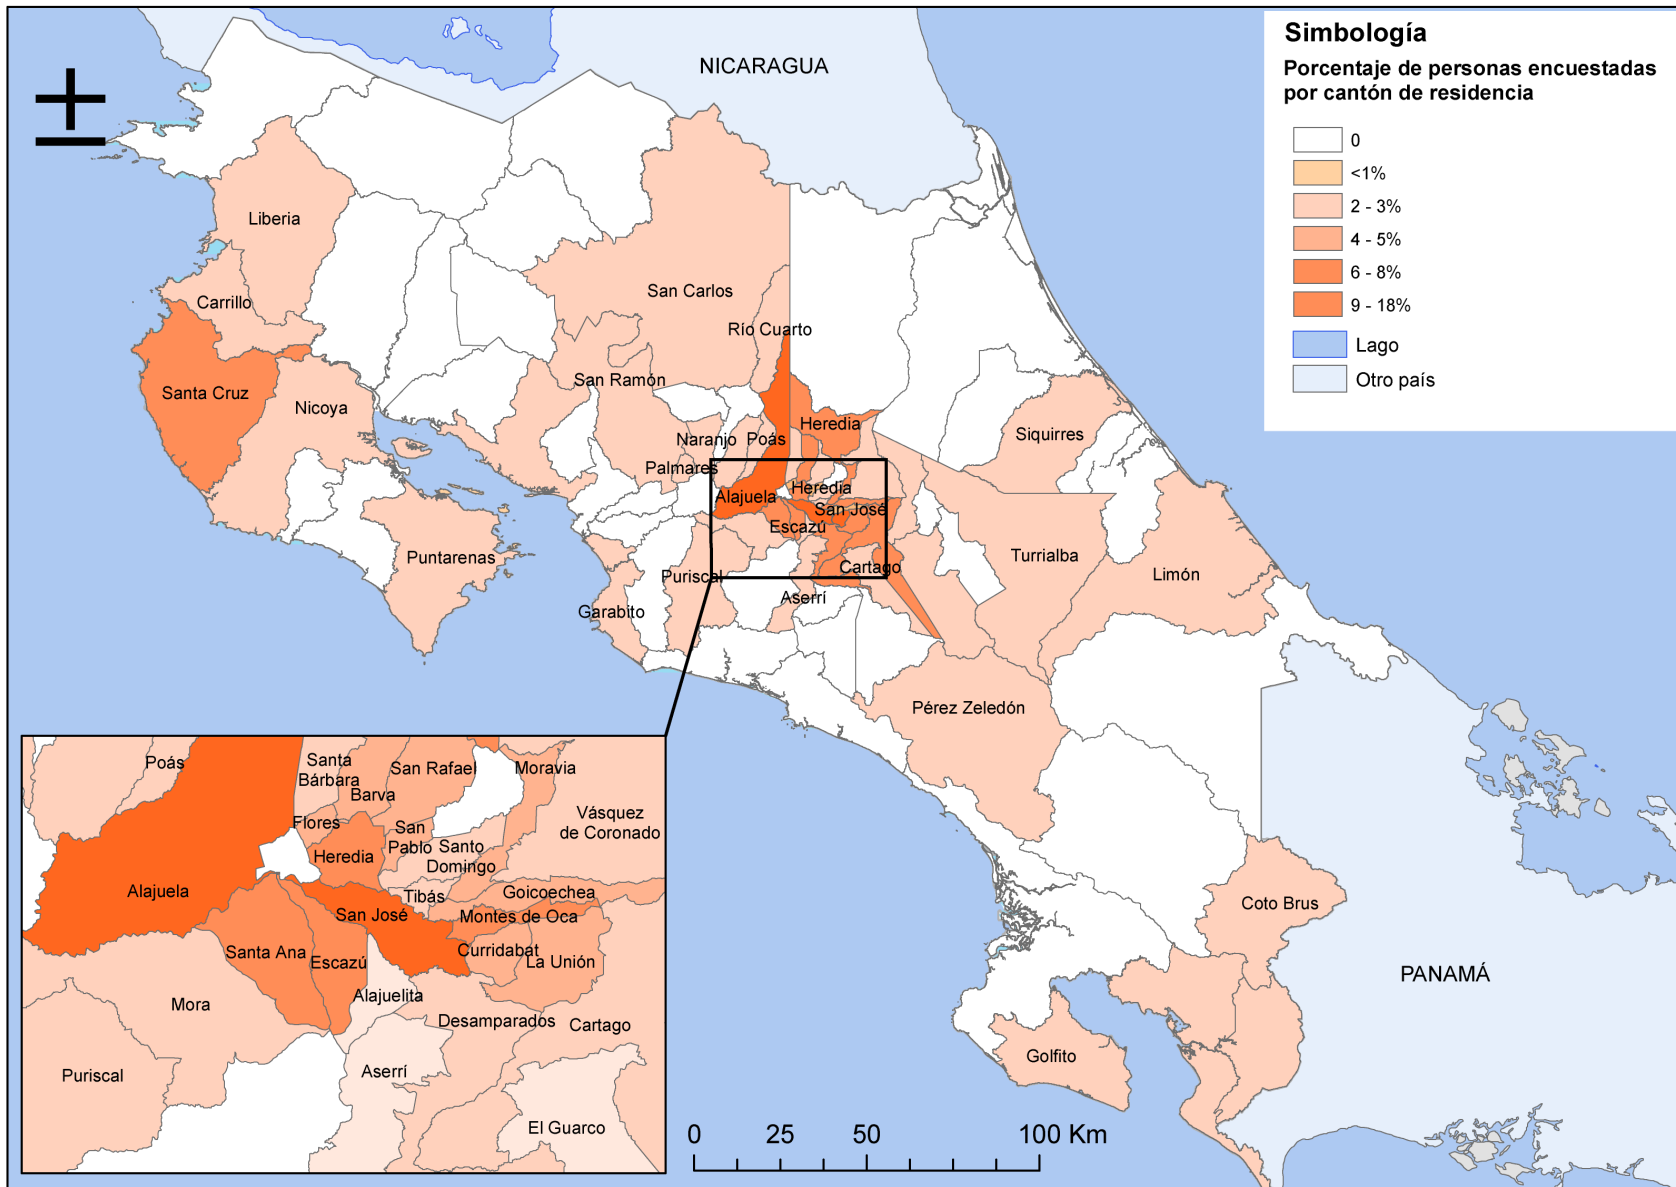 NICARAGUA
Simbología
Porcentaje de personas encuestadas
por cantón de residencia
0
<1%
2 - 3%
4 - 5%
6 - 8%
9 - 18%
Lago
Otro país
Liberia
Carrillo
Santa Cruz
Nicoya
Puntarenas
San Carlos
Río Cuarto
San Ramón
Naranjo
Poás
Palmares
Heredia
Alajuela
Heredia
San José
Escazú
Cartago
Puriscal
Aserrí
Garabito
Siquirres
Turrialba
Limón
Pérez Zeledón
Coto Brus
Golfito
PANAMÁ
Poás
Santa
Bárbara
Barva
San Rafael
Moravia
Vásquez
de Coronado
Flores
San
Pablo
Santo
Domingo
Heredia
Alajuela
Tibás
Goicoechea
San José
Montes de Oca
Curridabat
La Unión
Santa Ana
Escazú
Alajuelita
Mora
Desamparados
Cartago
Puriscal
Aserrí
El Guarco
0 25 50 100 Km